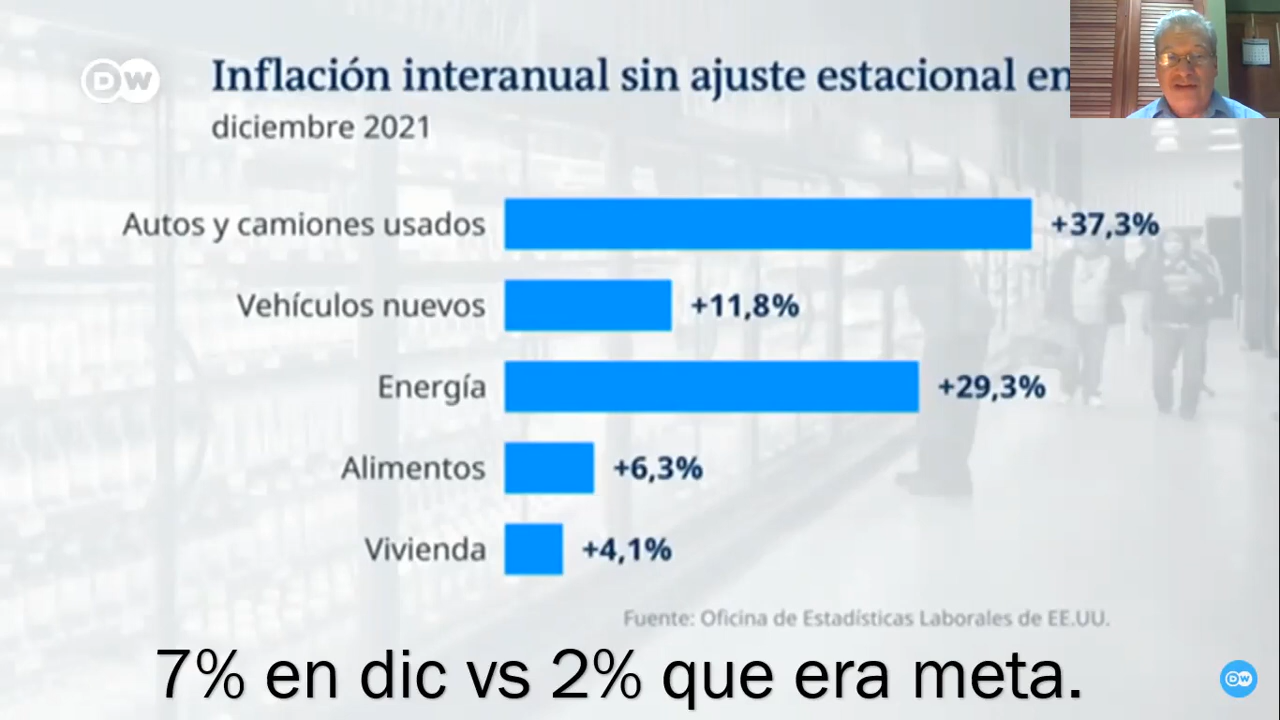 DW
Inflación interanual sin ajuste estacional en
diciembre 2021
Autos y camiones usados +37,3%
Vehículos nuevos +11,8%
Energía +29,3%
Alimentos +6,3%
Vivienda +4,1%
Fuente: Oficina de Estadísticas Laborales de EE.UU.
7% en dic vs 2% que era meta.
DW